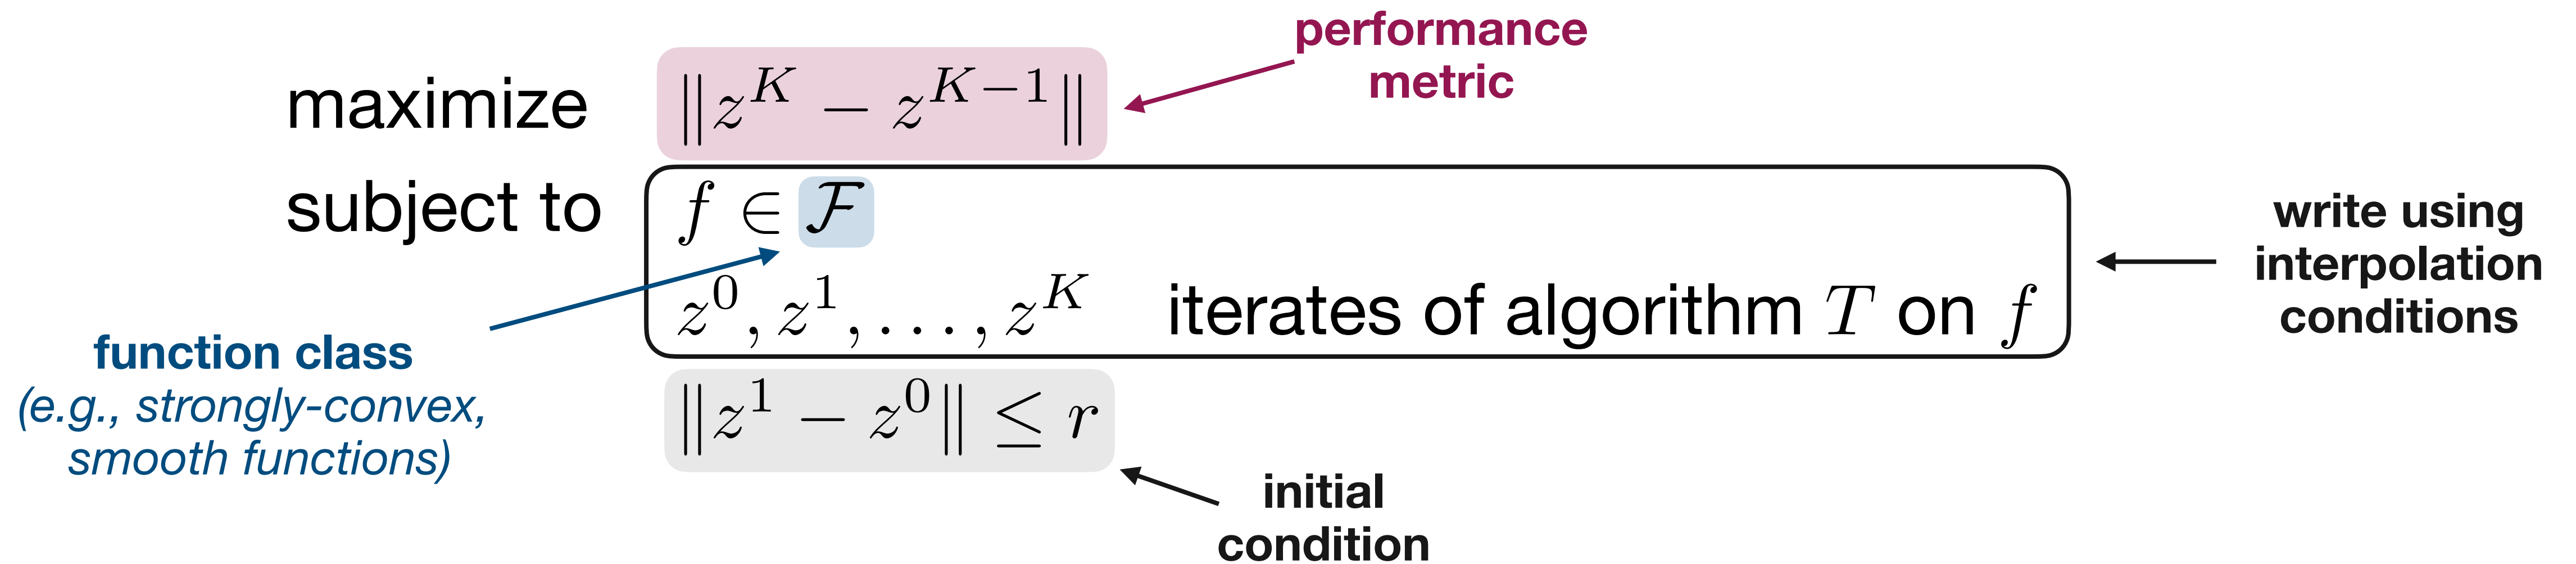 performance
metric
maximize ‖z^K − z^{K−1}‖
subject to f ∈ ℱ
z^0, z^1, . . . , z^K iterates of algorithm T on f
‖z^1 − z^0‖ ≤ r
write using
interpolation
conditions
function class
(e.g., strongly-convex,
smooth functions)
initial
condition